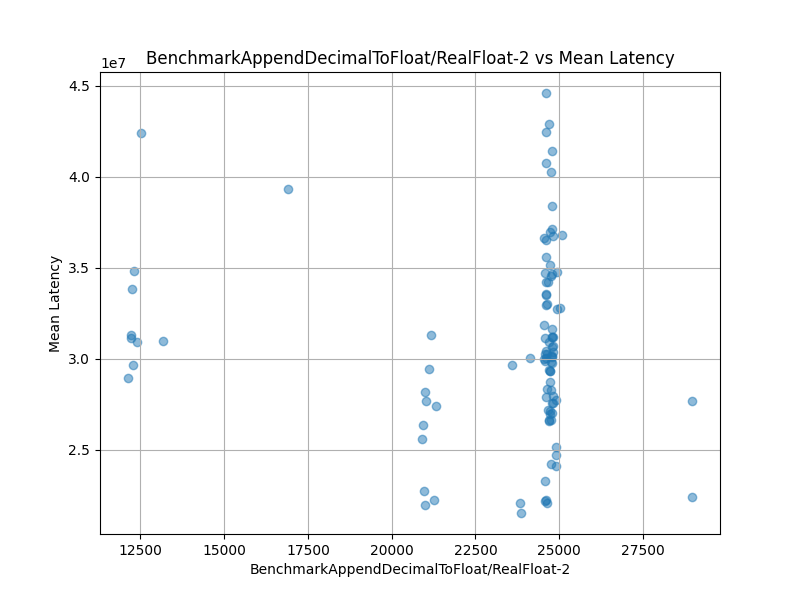 BenchmarkAppendDecimalToFloat/RealFloat-2 vs Mean Latency
1e7
4.5
4.0
3.5
3.0
2.5
Mean Latency
12500 15000 17500 20000 22500 25000 27500
BenchmarkAppendDecimalToFloat/RealFloat-2